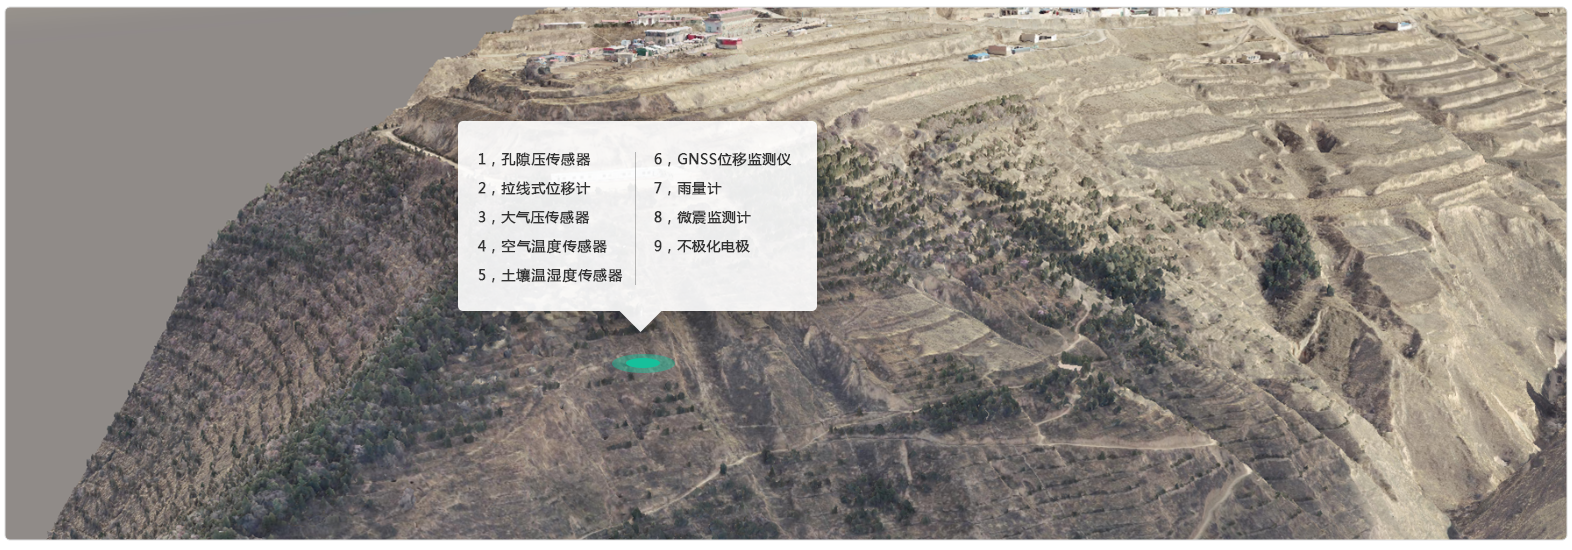 1，孔隙压传感器
2，拉线式位移计
3，大气压传感器
4，空气温度传感器
5，土壤温湿度传感器
6，GNSS位移监测仪
7，雨量计
8，微震监测计
9，不极化电极